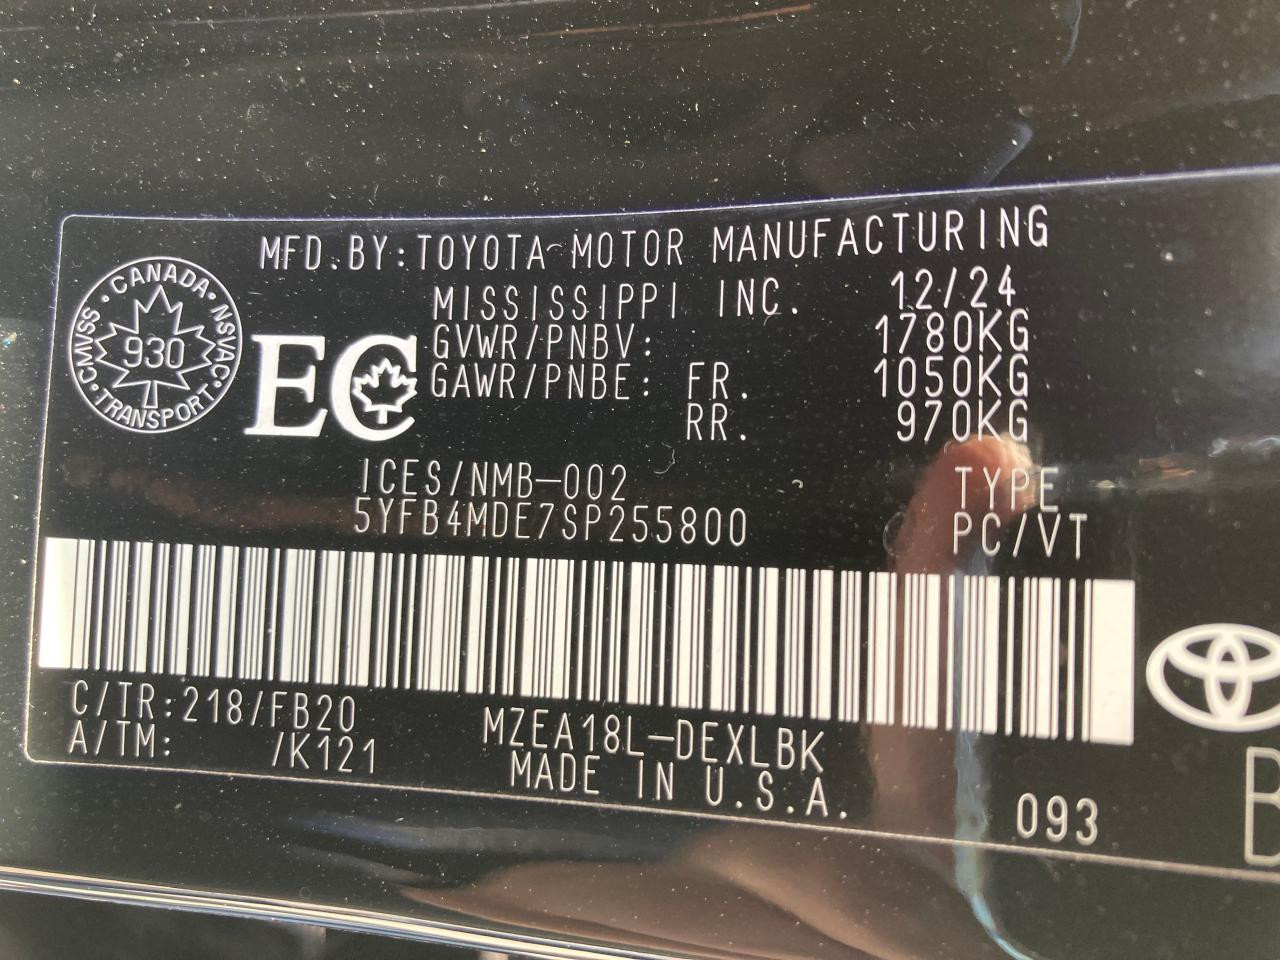 MFD.BY:TOYOTA MOTOR MANUFACTURING
MISSISSIPPI INC. 12/24
GVWR/PNBV: 1780KG
GAWR/PNBE: FR. 1050KG
RR. 970KG
CANADA • NSVAC • TRANSPORT • CMVSS •
930
EC
ICES/NMB-002
5YFB4MDE7SP255800
TYPE
PC/VT
C/TR:218/FB20
A/TM: /K121
MZEA18L-DEXLBK
MADE IN U.S.A.
093
B